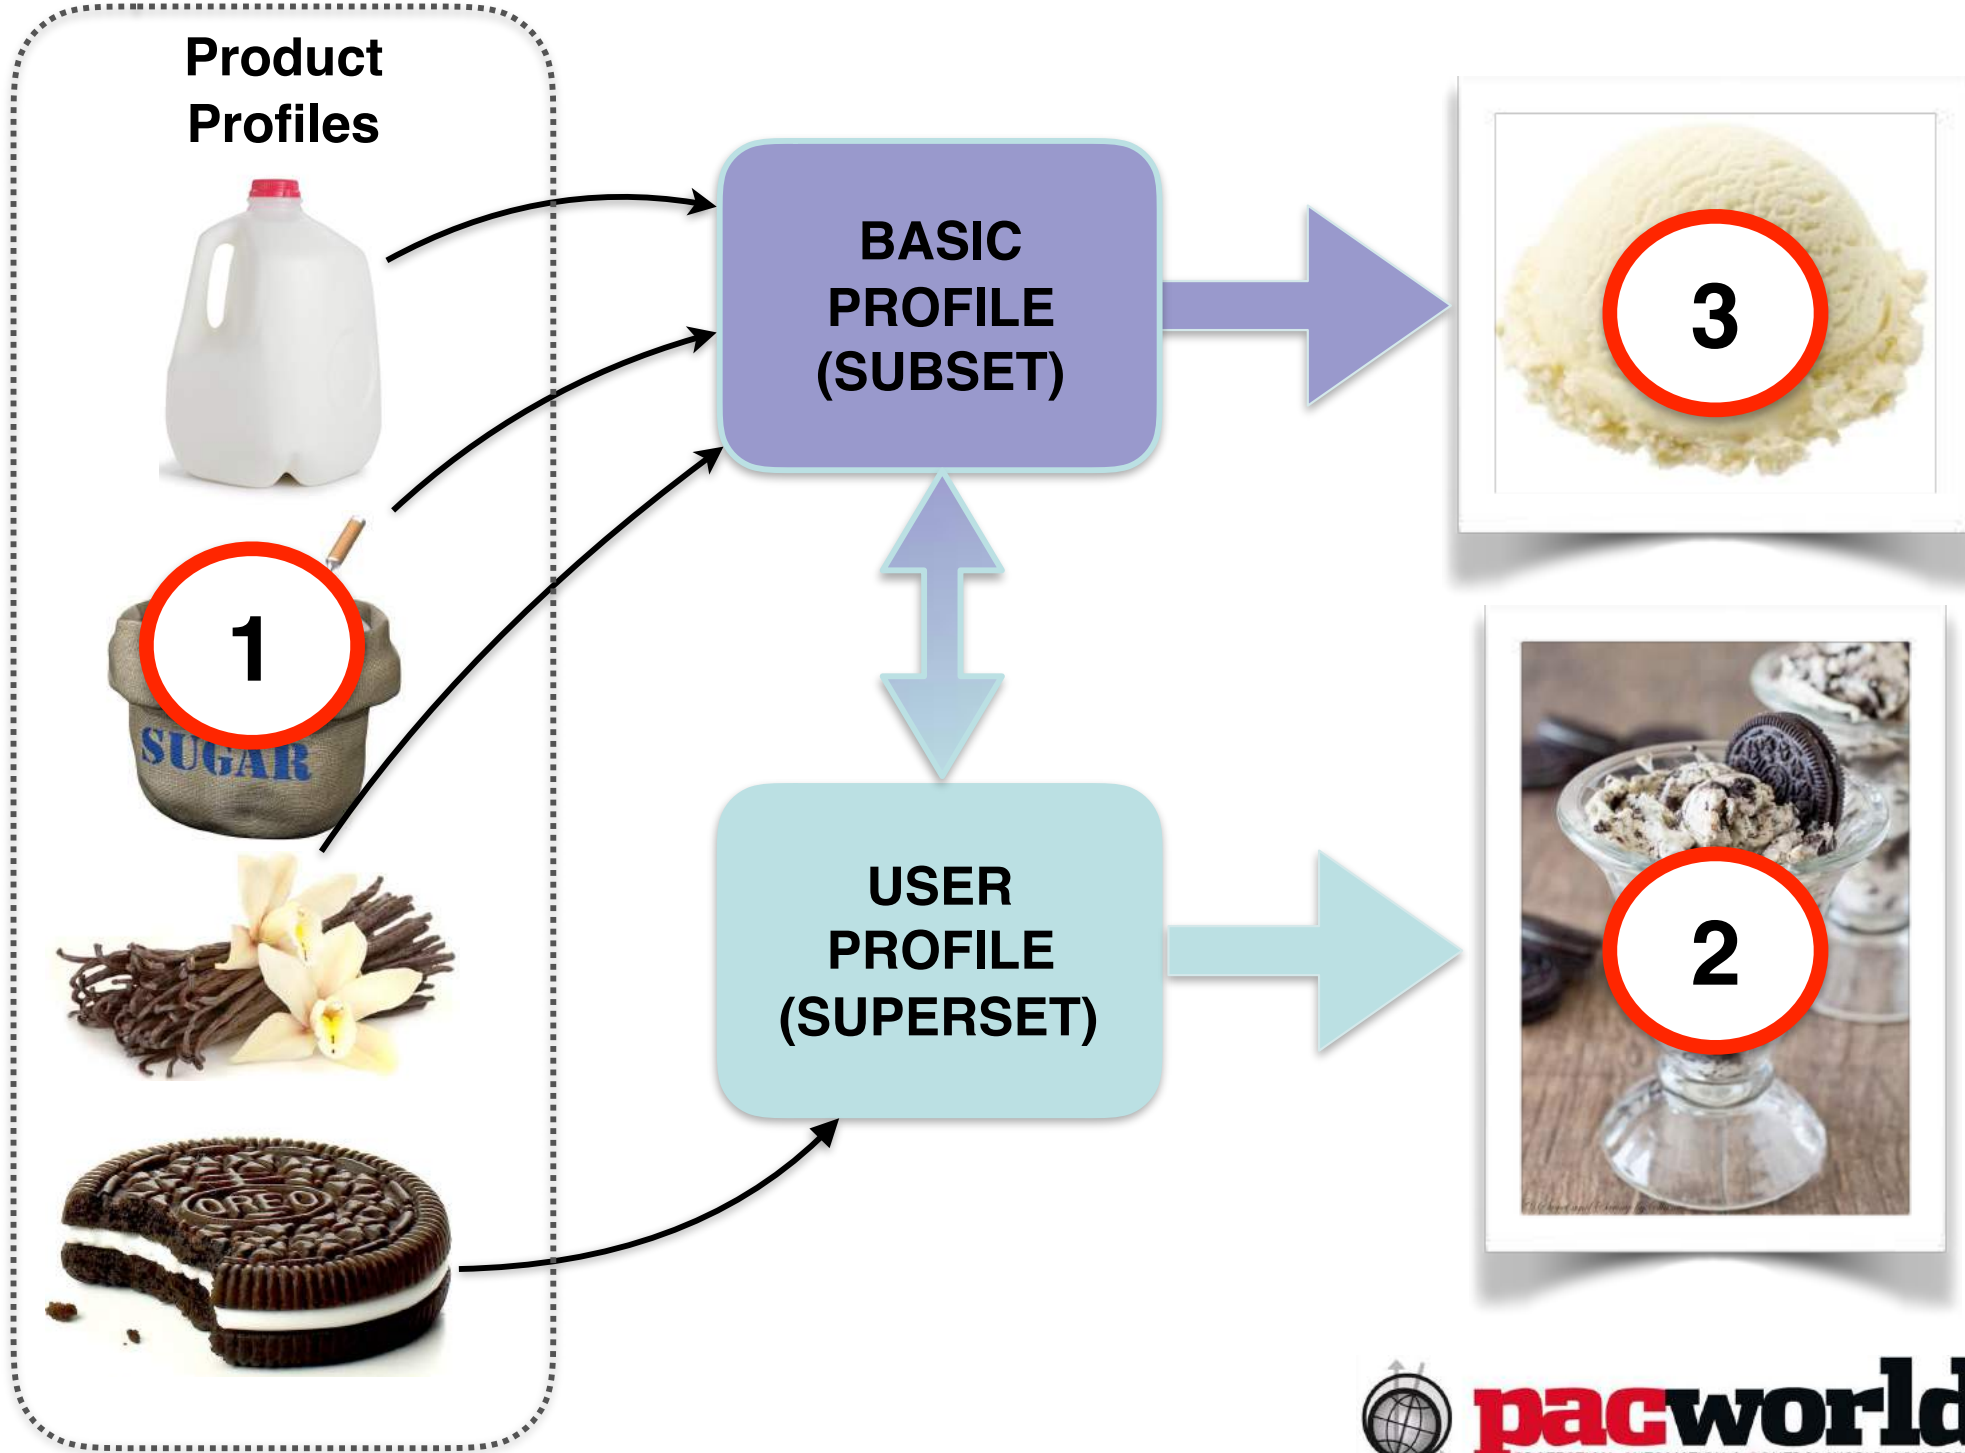 Product
Profiles
BASIC
PROFILE
(SUBSET)
3
1
SUGAR
USER
PROFILE
(SUPERSET)
2
OREO
pacworld